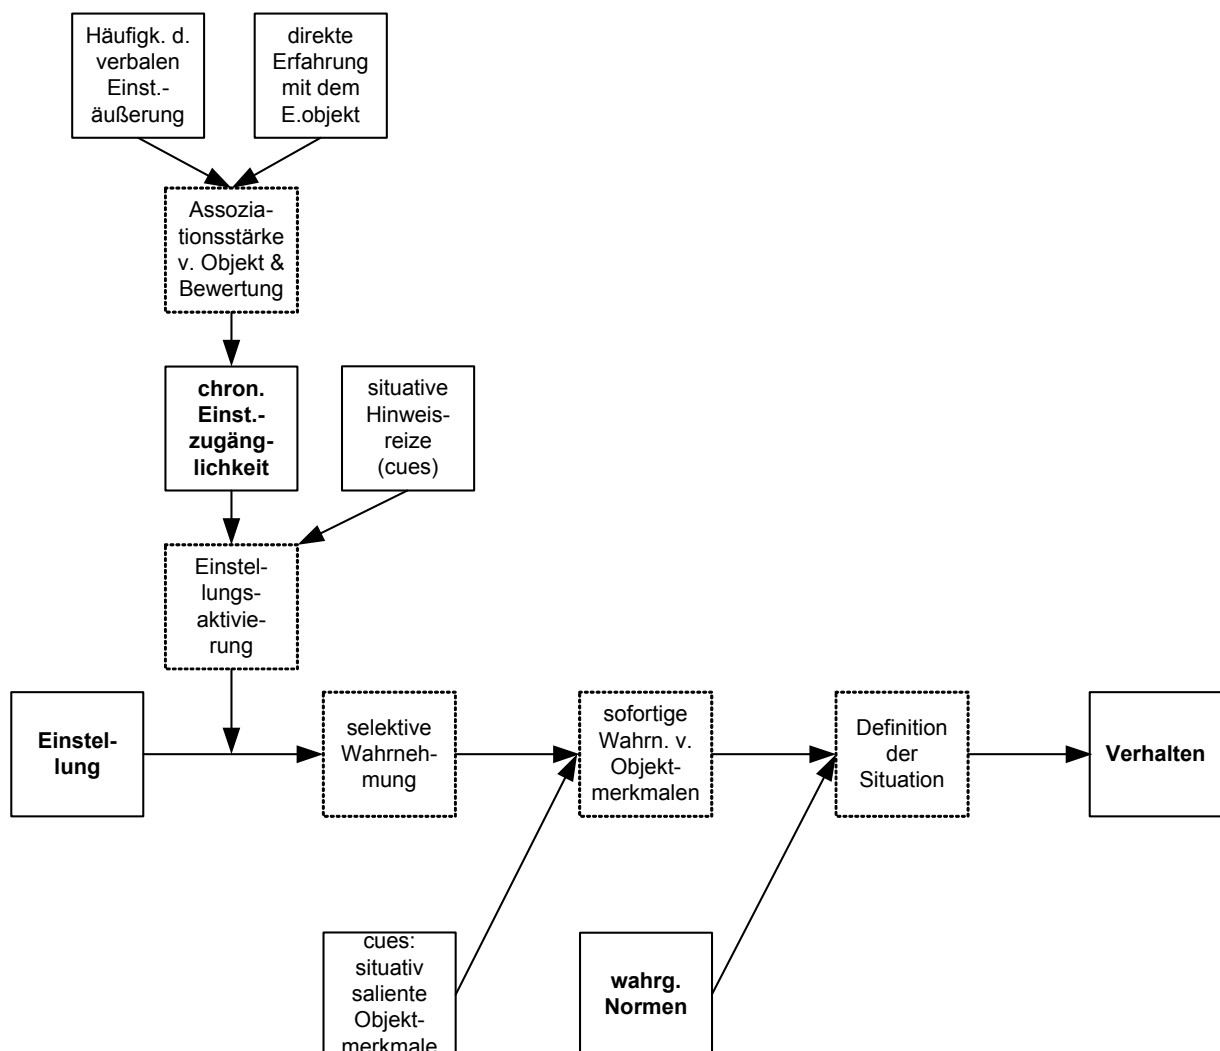 Häufigk. d.
verbalen
Einst.-
äußerung
direkte
Erfahrung
mit dem
E.objekt
Assozia-
tionsstärke
v. Objekt &
Bewertung
chron.
Einst.-
zugäng-
lichkeit
situative
Hinweis-
reize
(cues)
Einstel-
lungs-
aktivie-
rung
Einstel-
lung
selektive
Wahrneh-
mung
sofortige
Wahrn. v.
Objekt-
merkmalen
Definition
der
Situation
Verhalten
cues:
situativ
saliente
Objekt-
merkmale
wahrg.
Normen